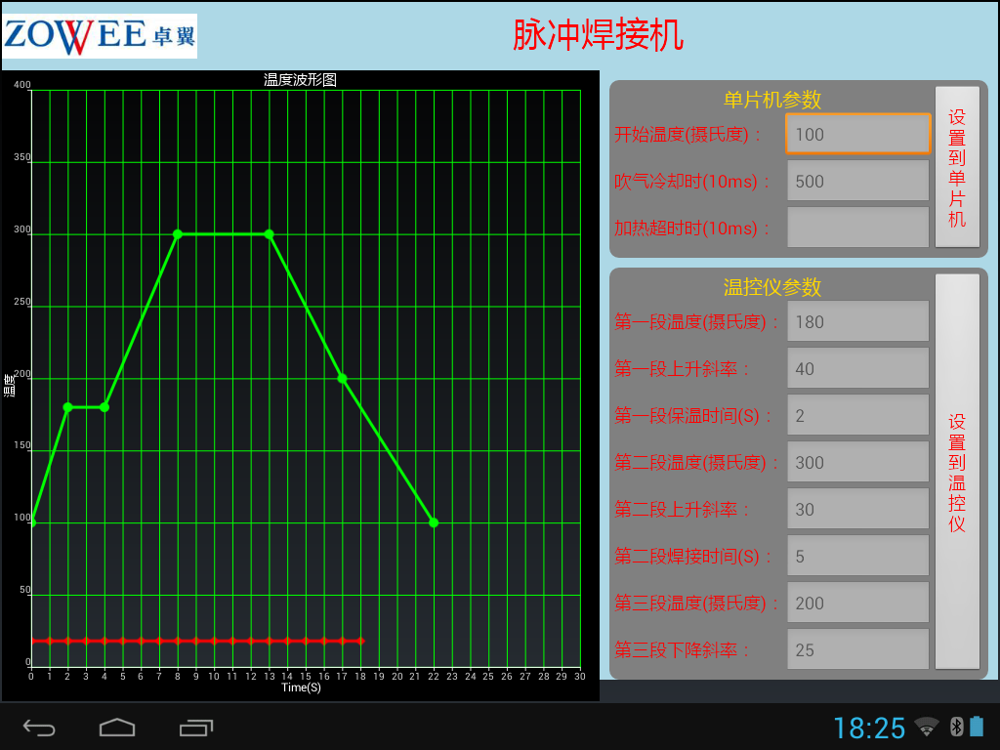 ZOWEE 卓翼
脉冲焊接机
温度波形图
400
350
300
250
200
150
100
50
0
温度
0 1 2 3 4 5 6 7 8 9 10 11 12 13 14 15 16 17 18 19 20 21 22 23 24 25 26 27 28 29 30
Time(S)
单片机参数
开始温度(摄氏度)： 100
吹气冷却时(10ms)： 500
加热超时时(10ms)：
设置到单片机
温控仪参数
第一段温度(摄氏度)： 180
第一段上升斜率： 40
第一段保温时间(S)： 2
第二段温度(摄氏度)： 300
第二段上升斜率： 30
第二段焊接时间(S)： 5
第三段温度(摄氏度)： 200
第三段下降斜率： 25
设置到温控仪
18:25